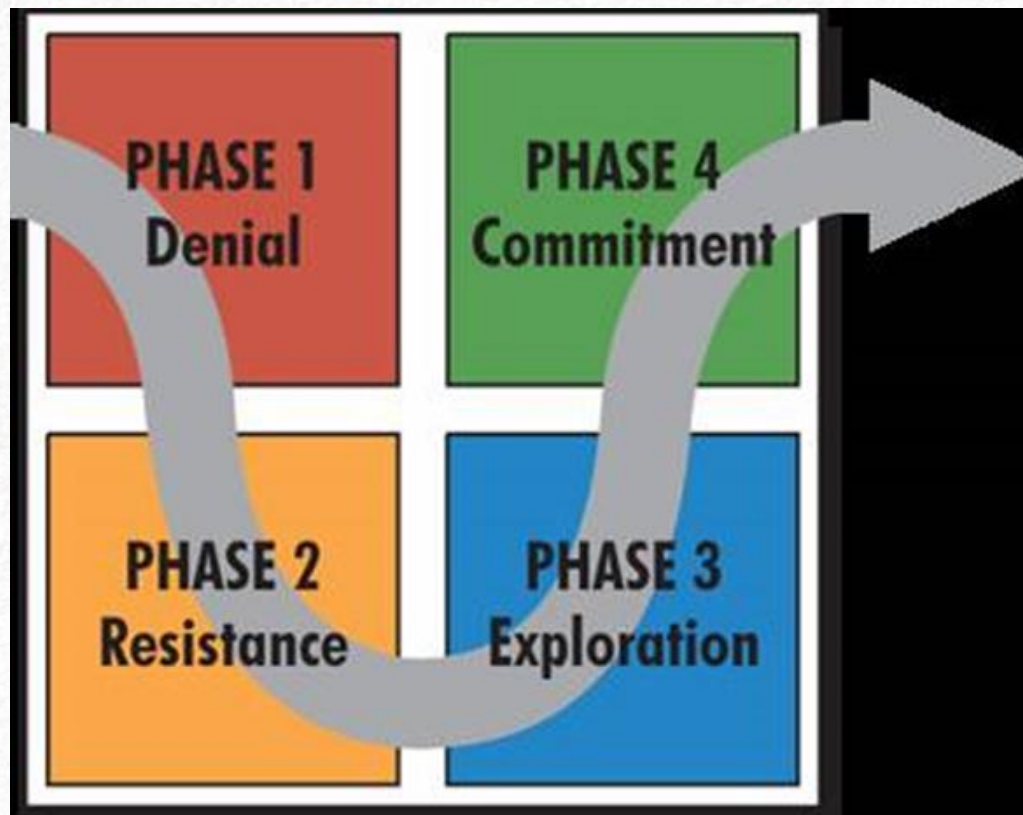 PHASE 1
Denial
PHASE 2
Resistance
PHASE 3
Exploration
PHASE 4
Commitment